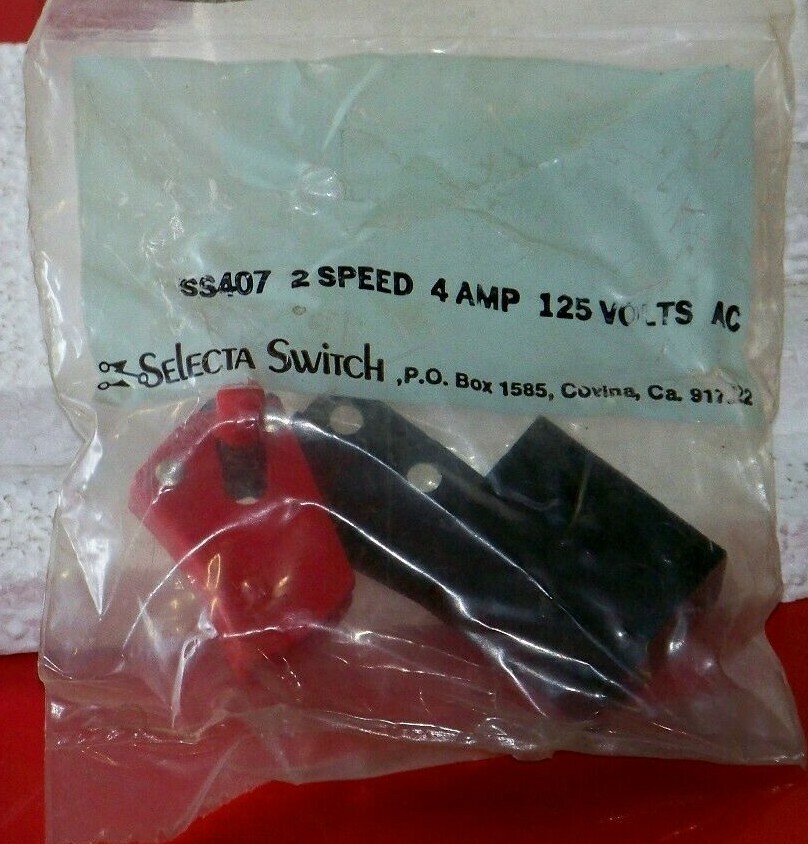 SS407 2 SPEED 4 AMP 125 VOLTS AC
SELECTA SWITCH, P.O. Box 1585, Covina, Ca.